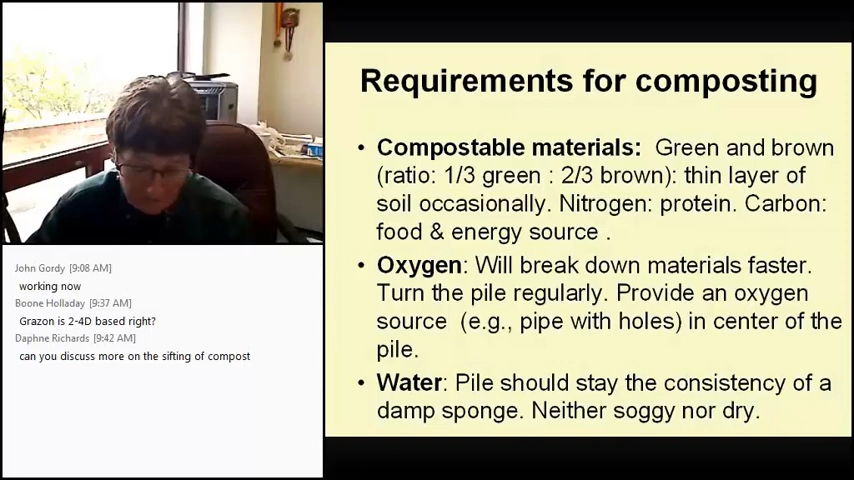 Requirements for composting
• Compostable materials: Green and brown
(ratio: 1/3 green : 2/3 brown): thin layer of
soil occasionally. Nitrogen: protein. Carbon:
food & energy source .
• Oxygen: Will break down materials faster.
Turn the pile regularly. Provide an oxygen
source (e.g., pipe with holes) in center of the
pile.
• Water: Pile should stay the consistency of a
damp sponge. Neither soggy nor dry.
John Gordy [9:08 AM]
working now
Boone Holladay [9:37 AM]
Grazon is 2-4D based right?
Daphne Richards [9:42 AM]
can you discuss more on the sifting of compost